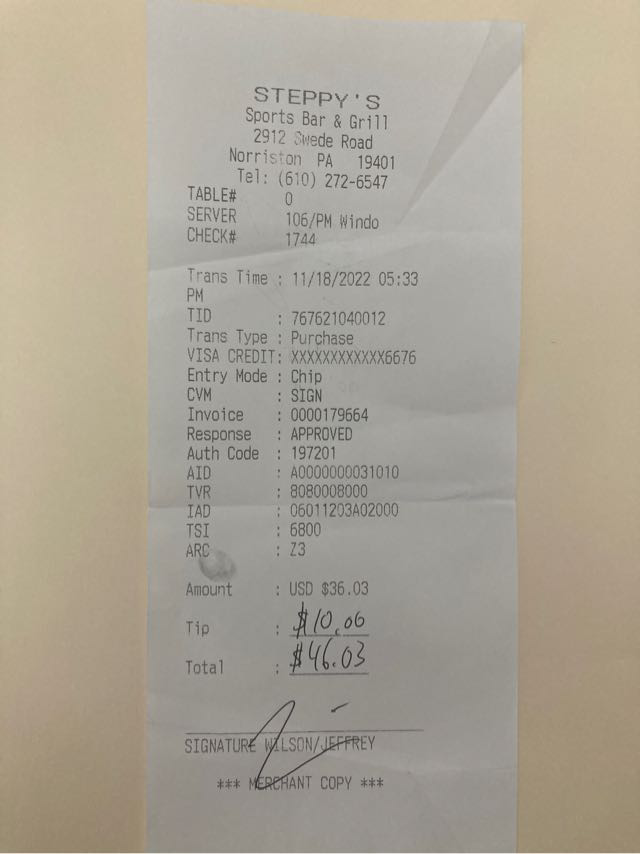 STEPPY'S
Sports Bar & Grill
2912 Swede Road
Norriston PA 19401
Tel: (610) 272-6547
TABLE# 0
SERVER 106/PM Windo
CHECK# 1744
Trans Time : 11/18/2022 05:33
PM
TID : 767621040012
Trans Type : Purchase
VISA CREDIT: XXXXXXXXXXXX6676
Entry Mode : Chip
CVM : SIGN
Invoice : 0000179664
Response : APPROVED
Auth Code : 197201
AID : A0000000031010
TVR : 8080008000
IAD : 06011203A02000
TSI : 6800
ARC : Z3
Amount : USD $36.03
Tip : $10.00
Total : $46.03
SIGNATURE WILSON/JEFFREY
*** MERCHANT COPY ***